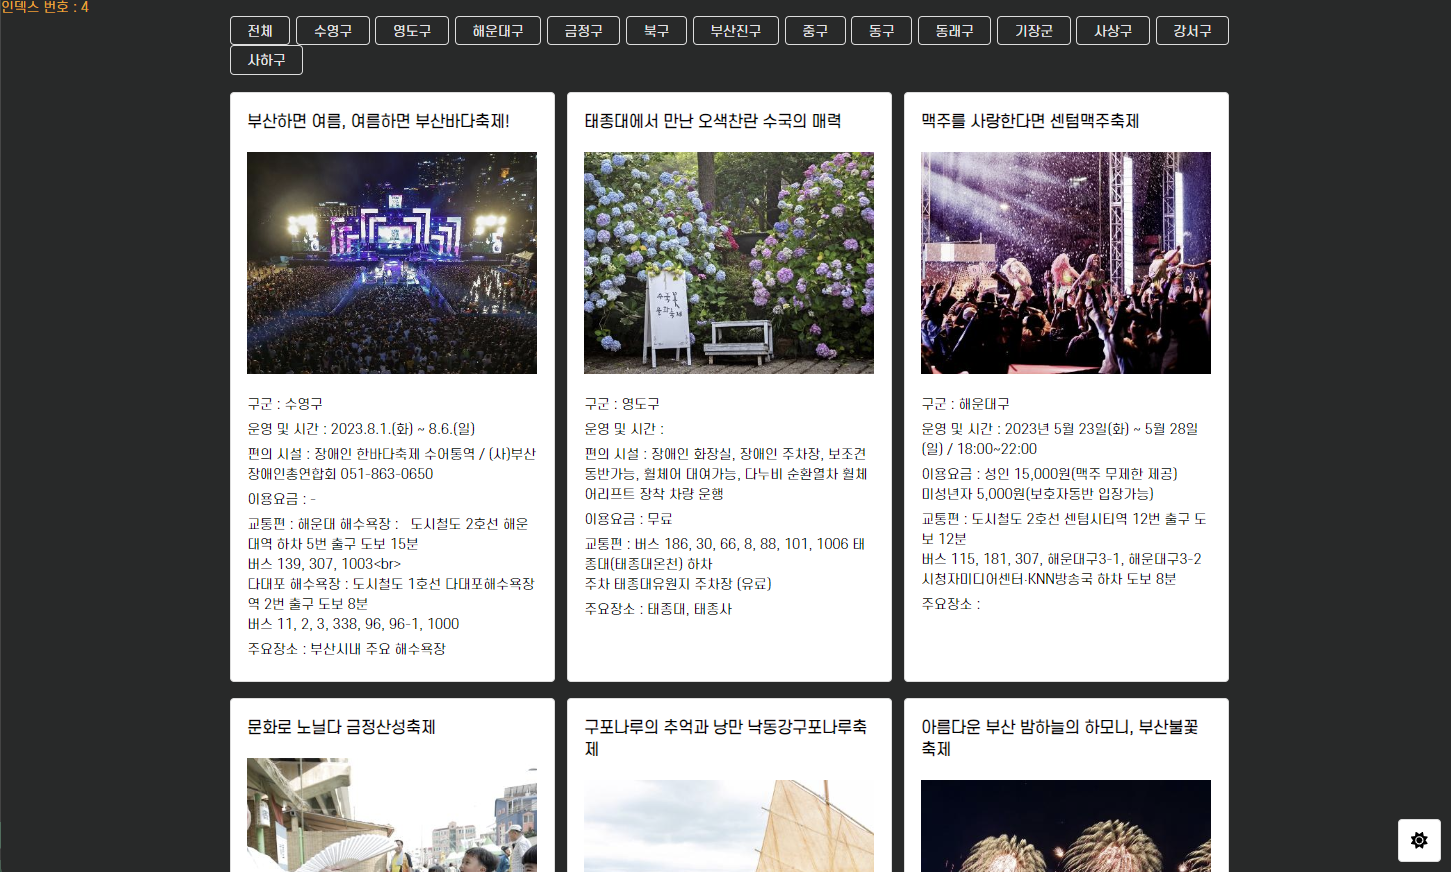 인덱스 번호 : 4
전체 수영구 영도구 해운대구 금정구 북구 부산진구 중구 동구 동래구 기장군 사상구 강서구
사하구
부산하면 여름, 여름하면 부산바다축제!
구군 : 수영구
운영 및 시간 : 2023.8.1.(화) ~ 8.6.(일)
편의 시설 : 장애인 한바다축제 수어통역 / (사)부산
장애인총연합회 051-863-0650
이용요금 : -
교통편 : 해운대 해수욕장 : 도시철도 2호선 해운
대역 하차 5번 출구 도보 15분
버스 139, 307, 1003<br>
다대포 해수욕장 : 도시철도 1호선 다대포해수욕장
역 2번 출구 도보 8분
버스 11, 2, 3, 338, 96, 96-1, 1000
주요장소 : 부산시내 주요 해수욕장
태종대에서 만난 오색찬란 수국의 매력
수국꽃
문화축제
구군 : 영도구
운영 및 시간 :
편의 시설 : 장애인 화장실, 장애인 주차장, 보조견
동반가능, 휠체어 대여가능, 다누비 순환열차 휠체
어리프트 장착 차량 운행
이용요금 : 무료
교통편 : 버스 186, 30, 66, 8, 88, 101, 1006 태
종대(태종대온천) 하차
주차 태종대유원지 주차장 (유료)
주요장소 : 태종대, 태종사
맥주를 사랑한다면 센텀맥주축제
구군 : 해운대구
운영 및 시간 : 2023년 5월 23일(화) ~ 5월 28일
(일) / 18:00~22:00
이용요금 : 성인 15,000원(맥주 무제한 제공)
미성년자 5,000원(보호자동반 입장가능)
교통편 : 도시철도 2호선 센텀시티역 12번 출구 도
보 12분
버스 115, 181, 307, 해운대구3-1, 해운대구3-2
시청자미디어센터·KNN방송국 하차 도보 8분
주요장소 :
문화로 노닐다 금정산성축제
구포나루의 추억과 낭만 낙동강구포나루축
제
아름다운 부산 밤하늘의 하모니, 부산불꽃
축제